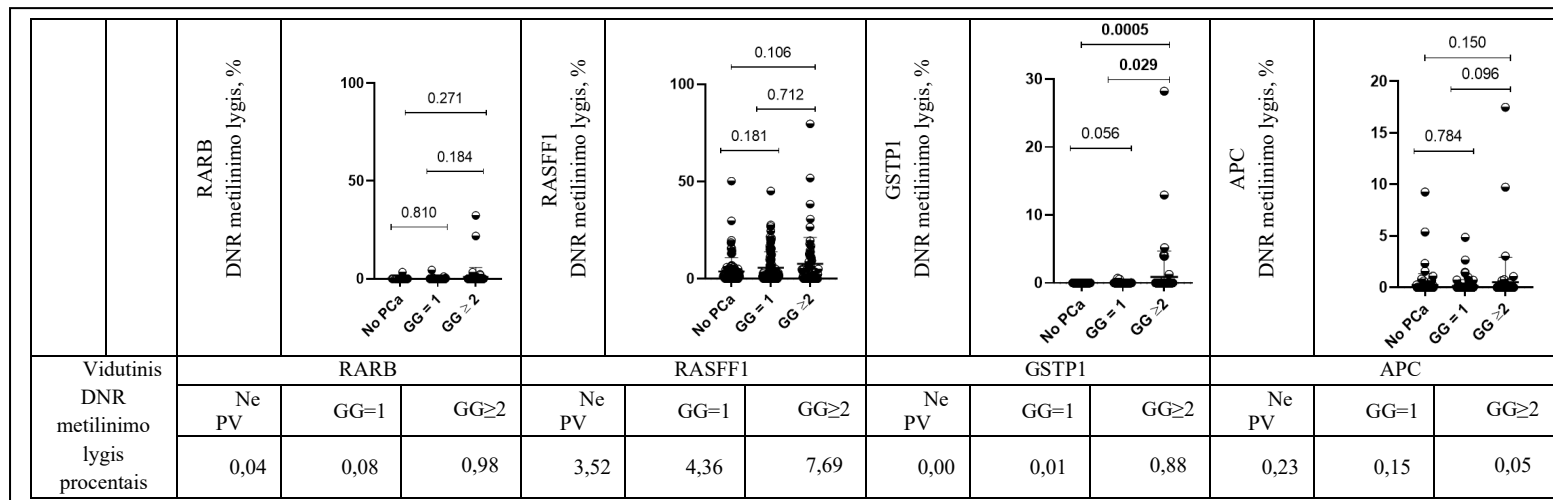 RARB
DNR metilinimo lygis, %
100
50
0
0.271
0.184
0.810
No PCa
GG = 1
GG ≥ 2
RASFF1
DNR metilinimo lygis, %
100
50
0
0.106
0.712
0.181
No PCa
GG = 1
GG ≥2
GSTP1
DNR metilinimo lygis, %
30
20
10
0
0.0005
0.029
0.056
No PCa
GG = 1
GG ≥2
APC
DNR metilinimo lygis, %
20
15
10
5
0
0.150
0.096
0.784
No PCa
GG = 1
GG ≥2
Vidutinis
DNR
metilinimo
lygis
procentais
RARB RASFF1 GSTP1 APC
Ne PV GG=1 GG≥2 Ne PV GG=1 GG≥2 Ne PV GG=1 GG≥2 Ne PV GG=1 GG≥2
0,04 0,08 0,98 3,52 4,36 7,69 0,00 0,01 0,88 0,23 0,15 0,05